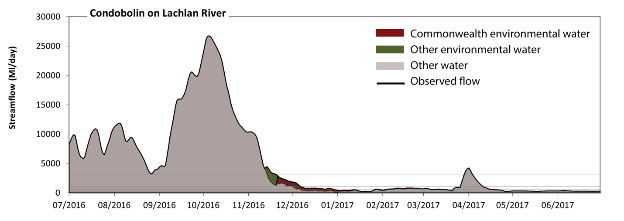 Condobolin on Lachlan River
Streamflow (Ml/day)
30000
25000
20000
15000
10000
5000
0
07/2016 08/2016 09/2016 10/2016 11/2016 12/2016 01/2017 02/2017 03/2017 04/2017 05/2017 06/2017
Commonwealth environmental water
Other environmental water
Other water
Observed flow